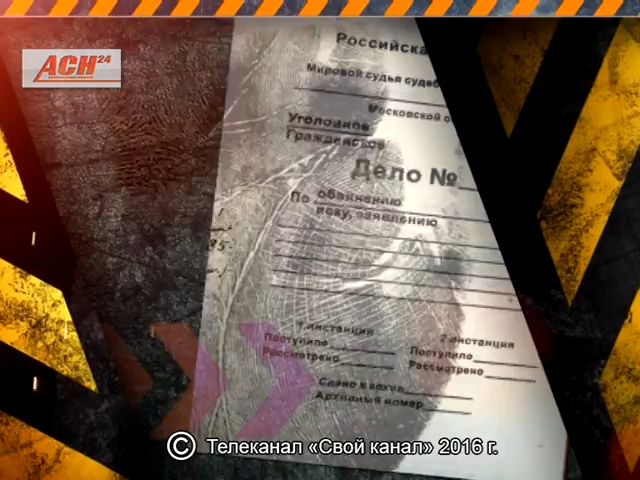 АСН24
Российска
Мировой судья судеб
Московской о
Уголовное
Гражданское
Дело №
По обвинению
иску, заявлению
1 инстанция
2 инстанция
Поступило
Рассмотрено
Поступило
Рассмотрено
Сдано в архив
Архивный номер
© Телеканал «Свой канал» 2016 г.